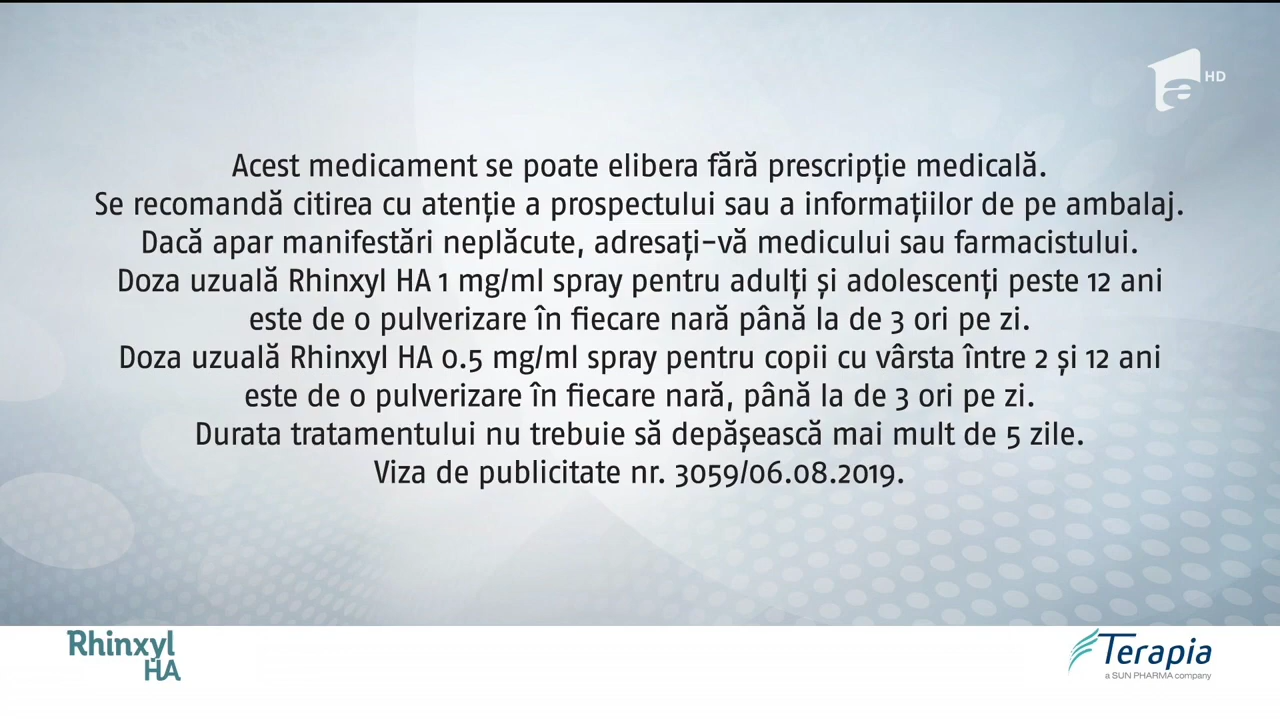 HD
Acest medicament se poate elibera fără prescripție medicală.
Se recomandă citirea cu atenție a prospectului sau a informațiilor de pe ambalaj.
Dacă apar manifestări neplăcute, adresați-vă medicului sau farmacistului.
Doza uzuală Rhinxyl HA 1 mg/ml spray pentru adulți și adolescenți peste 12 ani
este de o pulverizare în fiecare nară până la de 3 ori pe zi.
Doza uzuală Rhinxyl HA 0.5 mg/ml spray pentru copii cu vârsta între 2 și 12 ani
este de o pulverizare în fiecare nară, până la de 3 ori pe zi.
Durata tratamentului nu trebuie să depășească mai mult de 5 zile.
Viza de publicitate nr. 3059/06.08.2019.
Rhinxyl
HA
Terapia
a SUN PHARMA company